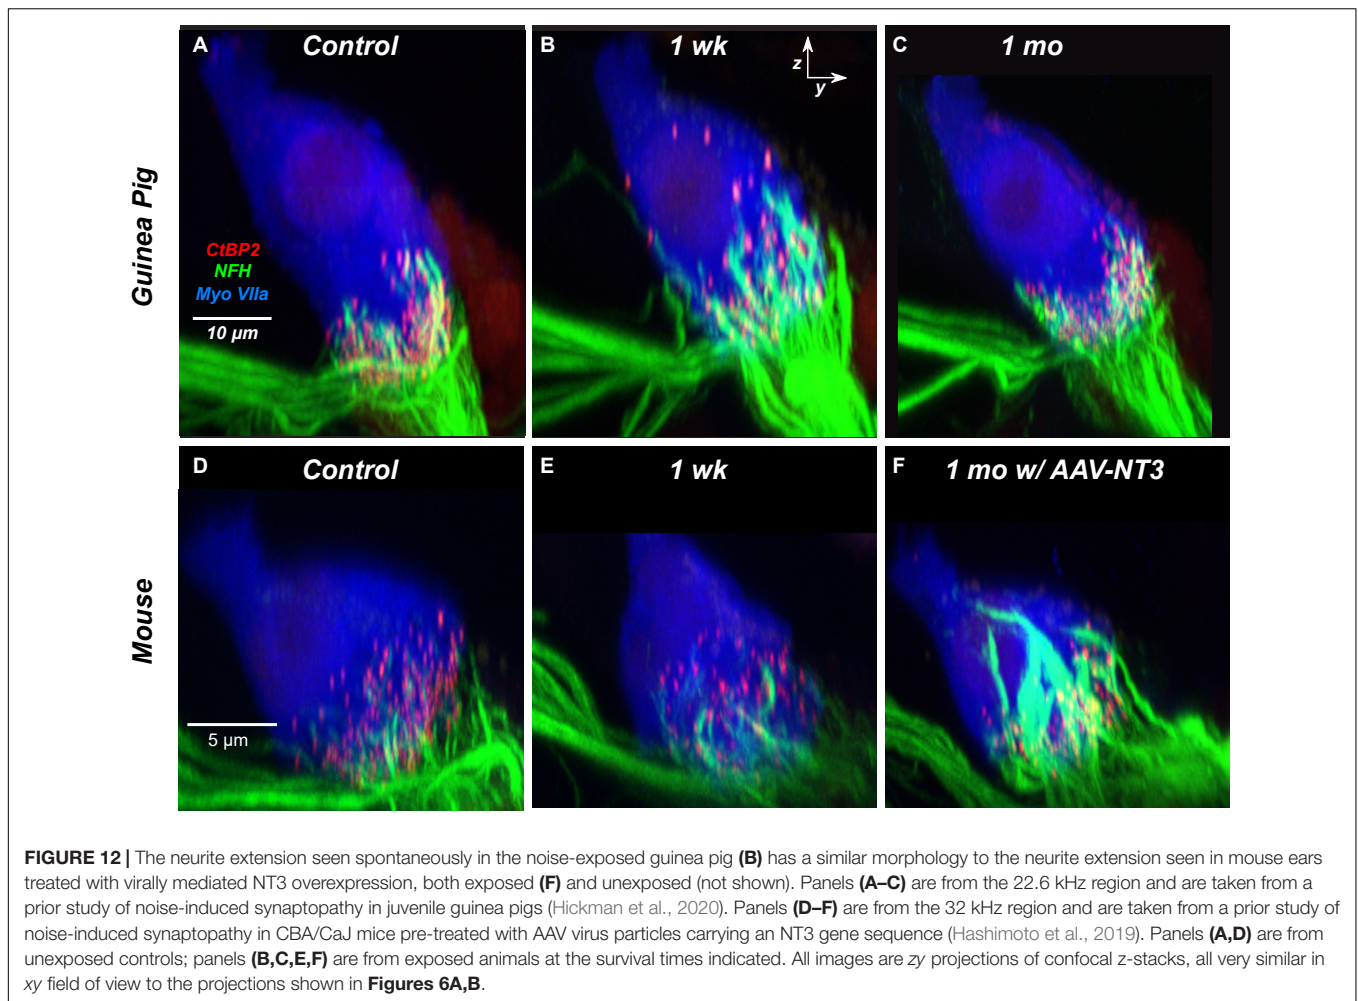 A Control
B 1 wk
C 1 mo
z
y
Guinea Pig
CtBP2
NFH
Myo VIIa
10 µm
D Control
E 1 wk
F 1 mo w/ AAV-NT3
Mouse
5 µm
FIGURE 12 | The neurite extension seen spontaneously in the noise-exposed guinea pig (B) has a similar morphology to the neurite extension seen in mouse ears
treated with virally mediated NT3 overexpression, both exposed (F) and unexposed (not shown). Panels (A–C) are from the 22.6 kHz region and are taken from a
prior study of noise-induced synaptopathy in juvenile guinea pigs (Hickman et al., 2020). Panels (D–F) are from the 32 kHz region and are taken from a prior study of
noise-induced synaptopathy in CBA/CaJ mice pre-treated with AAV virus particles carrying an NT3 gene sequence (Hashimoto et al., 2019). Panels (A,D) are from
unexposed controls; panels (B,C,E,F) are from exposed animals at the survival times indicated. All images are zy projections of confocal z-stacks, all very similar in
xy field of view to the projections shown in Figures 6A,B.